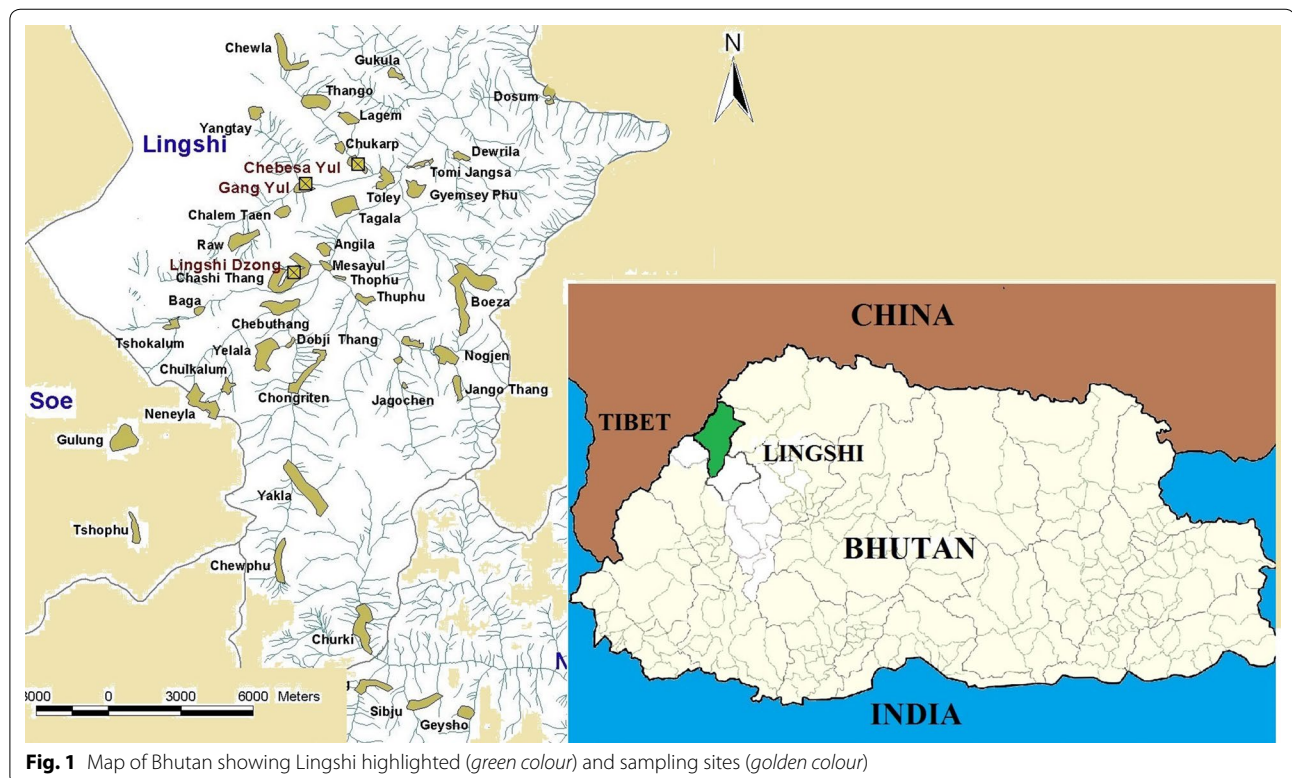 N
Chewla
Gukula
Thango
Dosum
Lagem
Yangtay
Lingshi
Chukarp
Dewrila
Chebesa Yul
Tomi Jangsa
Gang Yul
Gyemsey Phu
Toley
Chalem Taen
Tagala
Raw
Angila
Lingshi Dzong
Mesayul
Chashi Thang
Thophu
Baga
Thuphu
Boeza
Chebuthang
Tshokalum
Dobji Thang
Yelala
Nogjen
Chulkalum
Soe
Chongriten
Jagochen
Jango Thang
Neneyla
Gulung
Yakla
Tshophu
Chewphu
Churki
N
3000 0 3000 6000 Meters
Sibju
Geysho
CHINA
TIBET
LINGSHI
BHUTAN
INDIA
Fig. 1 Map of Bhutan showing Lingshi highlighted (green colour) and sampling sites (golden colour)